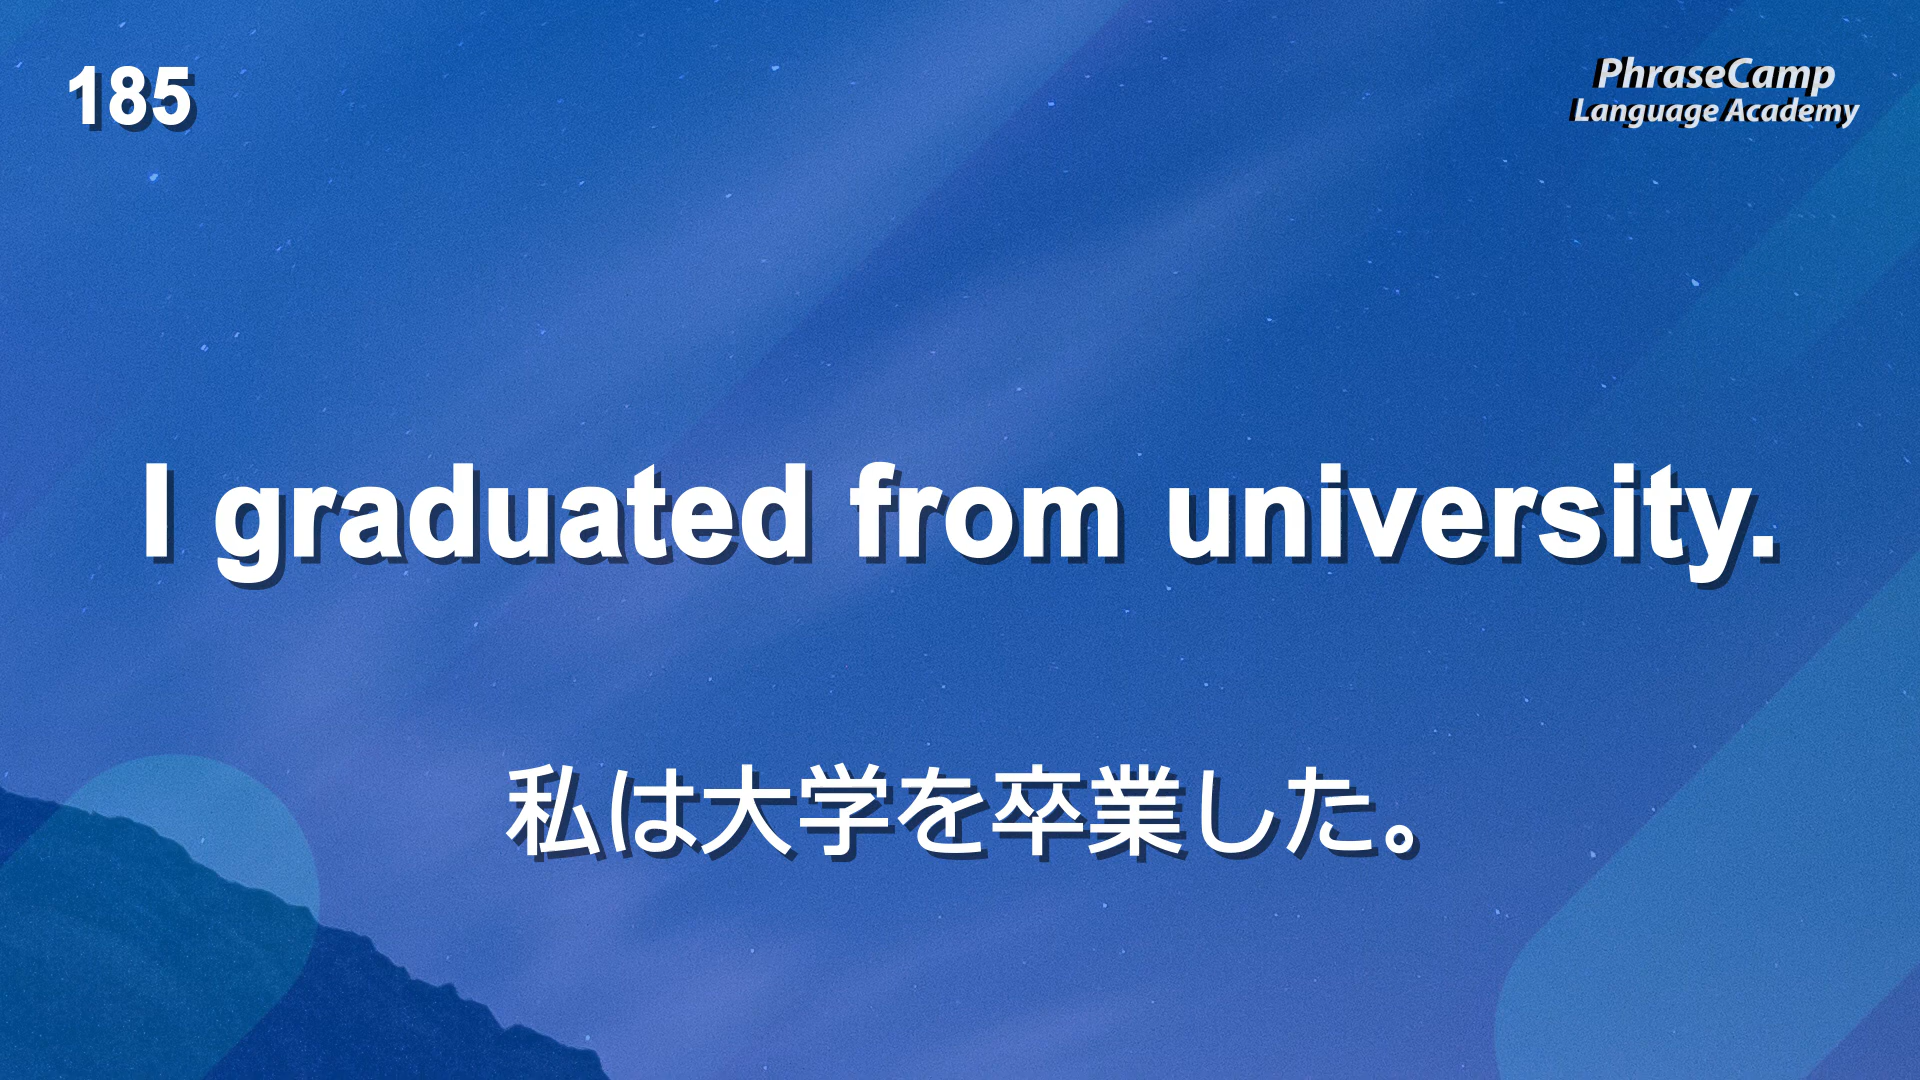 185
PhraseCamp
Language Academy
I graduated from university.
私は大学を卒業した。